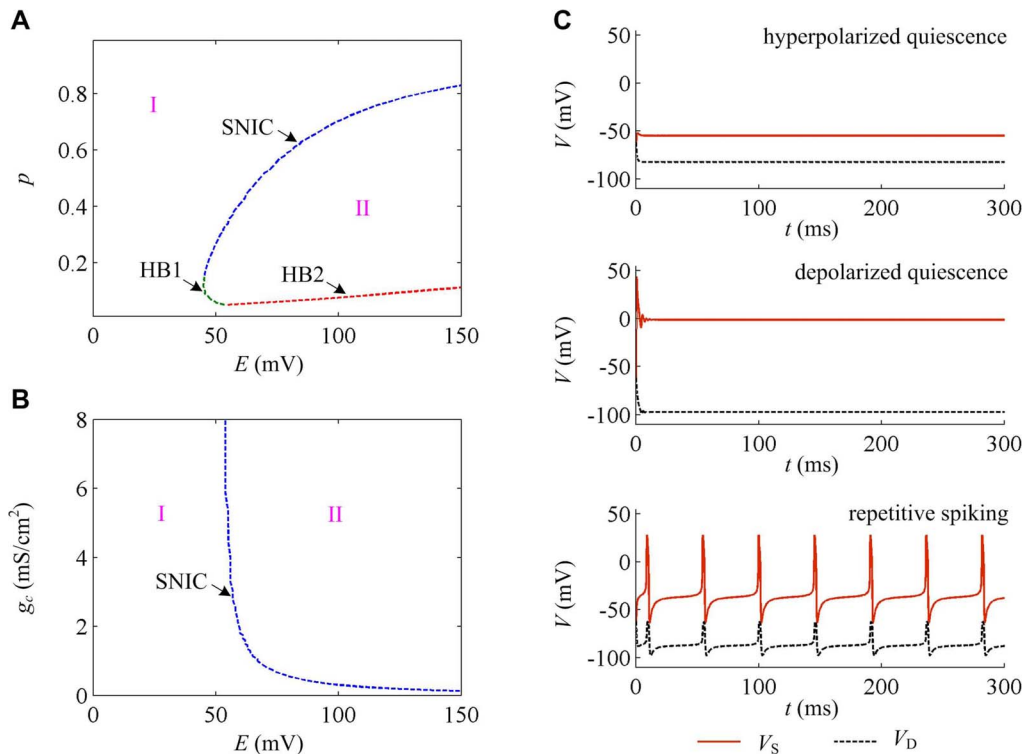 A
p
0.8
0.6
0.4
0.2
I
SNIC
II
HB1
HB2
0
50
100
150
E (mV)
B
g_c (mS/cm²)
8
6
4
2
0
I
II
SNIC
0
50
100
150
E (mV)
C
hyperpolarized quiescence
V (mV)
50
0
-50
-100
0
100
200
300
t (ms)
depolarized quiescence
V (mV)
50
0
-50
-100
0
100
200
300
t (ms)
repetitive spiking
V (mV)
50
0
-50
-100
0
100
200
300
t (ms)
V_S
V_D